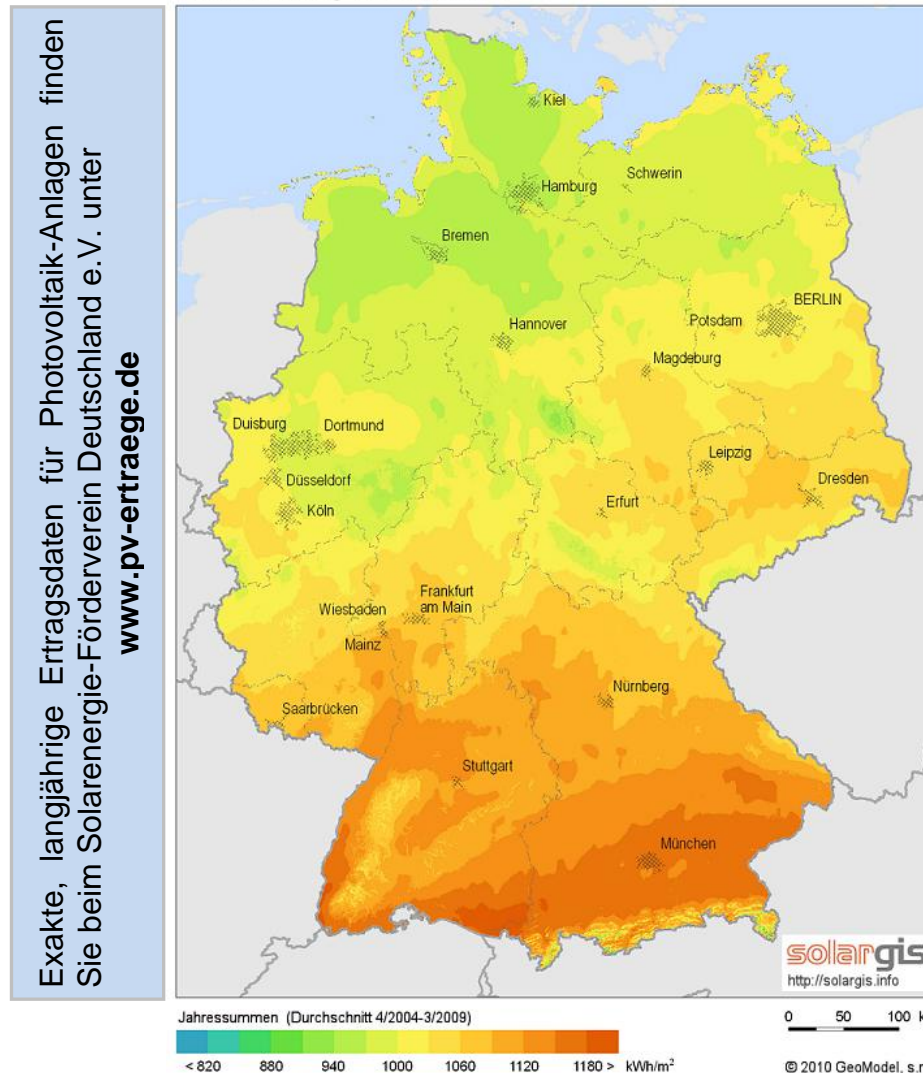 Exakte, langjährige Ertragsdaten für Photovoltaik-Anlagen finden
Sie beim Solarenergie-Förderverein Deutschland e.V. unter
www.pv-ertraege.de
Kiel
Hamburg
Schwerin
Bremen
BERLIN
Potsdam
Hannover
Magdeburg
Duisburg
Dortmund
Düsseldorf
Köln
Leipzig
Dresden
Erfurt
Frankfurt
am Main
Wiesbaden
Mainz
Saarbrücken
Nürnberg
Stuttgart
München
solargis
http://solargis.info
Jahressummen (Durchschnitt 4/2004-3/2009)
< 820 880 940 1000 1060 1120 1180 > kWh/m²
0 50 100 k
© 2010 GeoModel, s.r